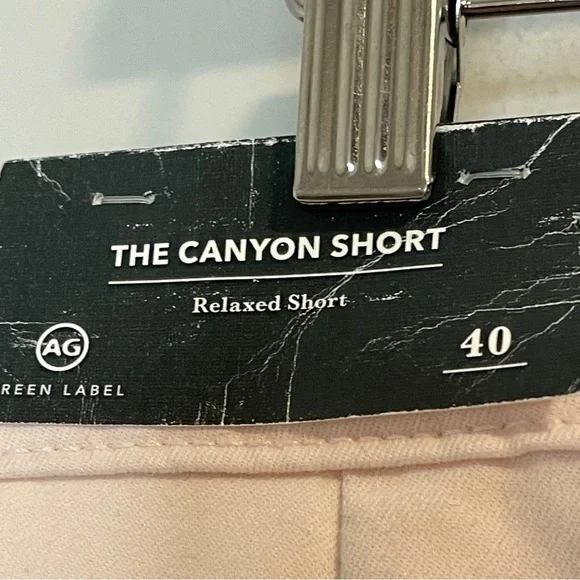 THE CANYON SHORT
Relaxed Short
AG
40
REEN LABEL